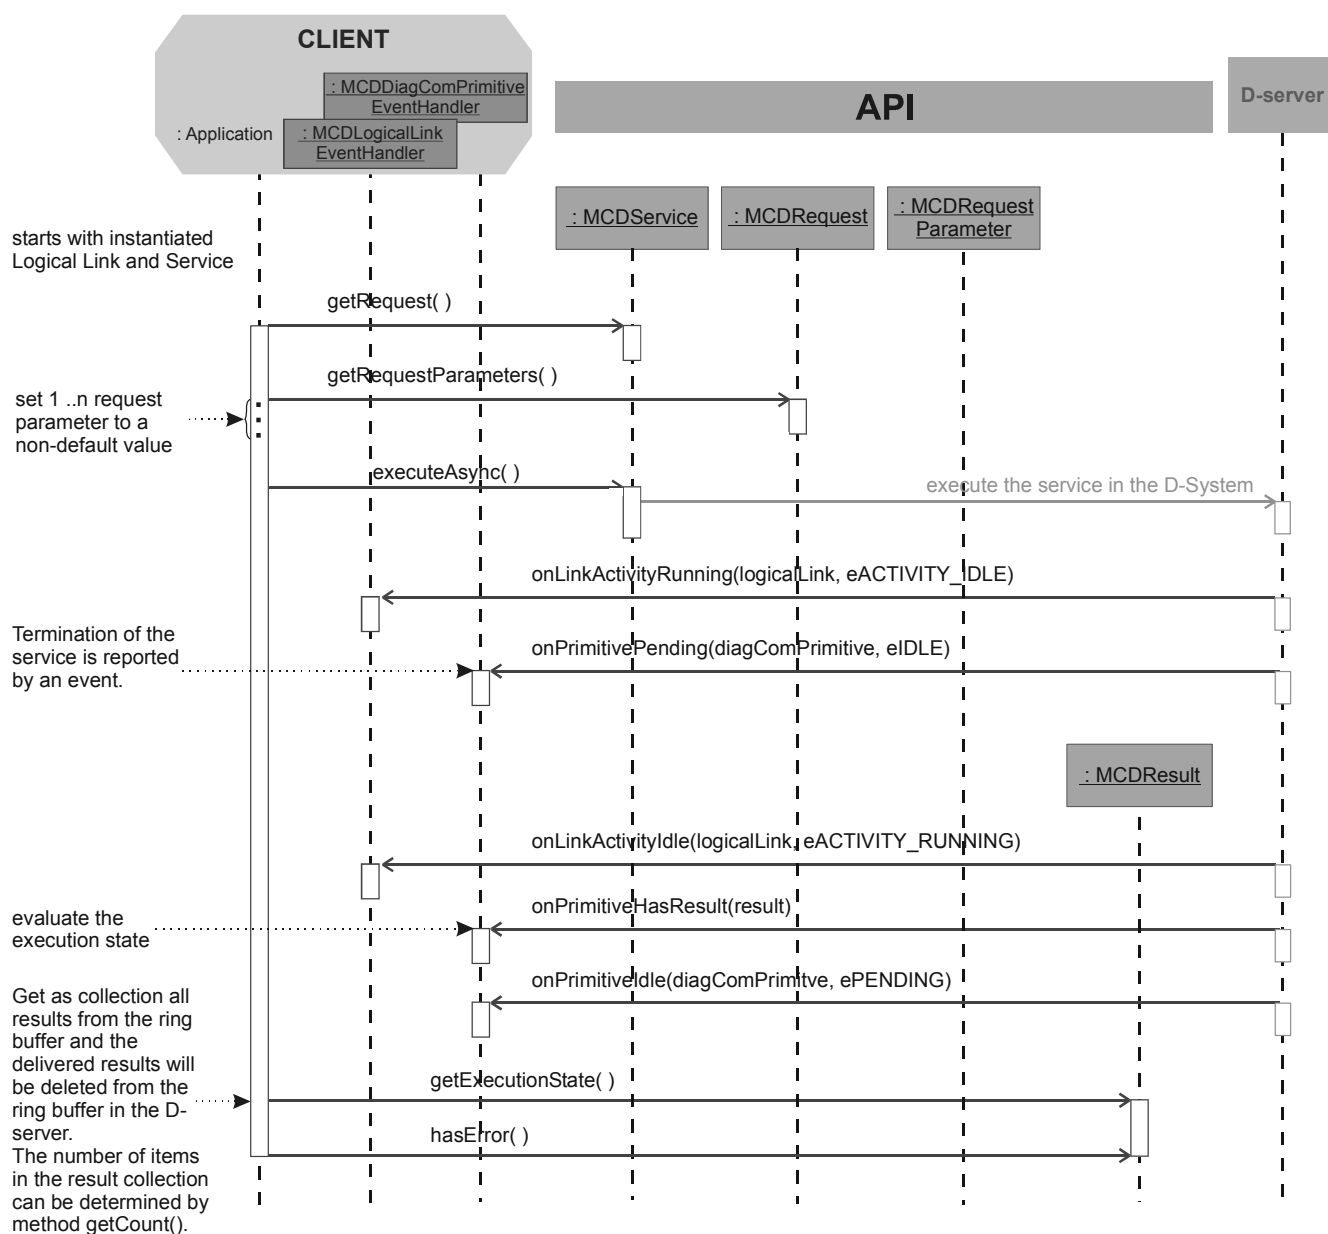 CLIENT
: MCDDiagComPrimitive
EventHandler
: Application
: MCDLogicalLink
EventHandler
API
D-server
: MCDService
: MCDRequest
: MCDRequest
Parameter
starts with instantiated
Logical Link and Service
getRequest( )
getRequestParameters( )
set 1 ..n request
parameter to a
non-default value
executeAsync( )
execute the service in the D-System
onLinkActivityRunning(logicalLink, eACTIVITY_IDLE)
Termination of the
service is reported
by an event.
onPrimitivePending(diagComPrimitive, eIDLE)
: MCDResult
onLinkActivityIdle(logicalLink, eACTIVITY_RUNNING)
onPrimitiveHasResult(result)
evaluate the
execution state
onPrimitiveIdle(diagComPrimitve, ePENDING)
Get as collection all
results from the ring
buffer and the
delivered results will
be deleted from the
ring buffer in the D-
server.
The number of items
in the result collection
can be determined by
method getCount().
getExecutionState( )
hasError( )